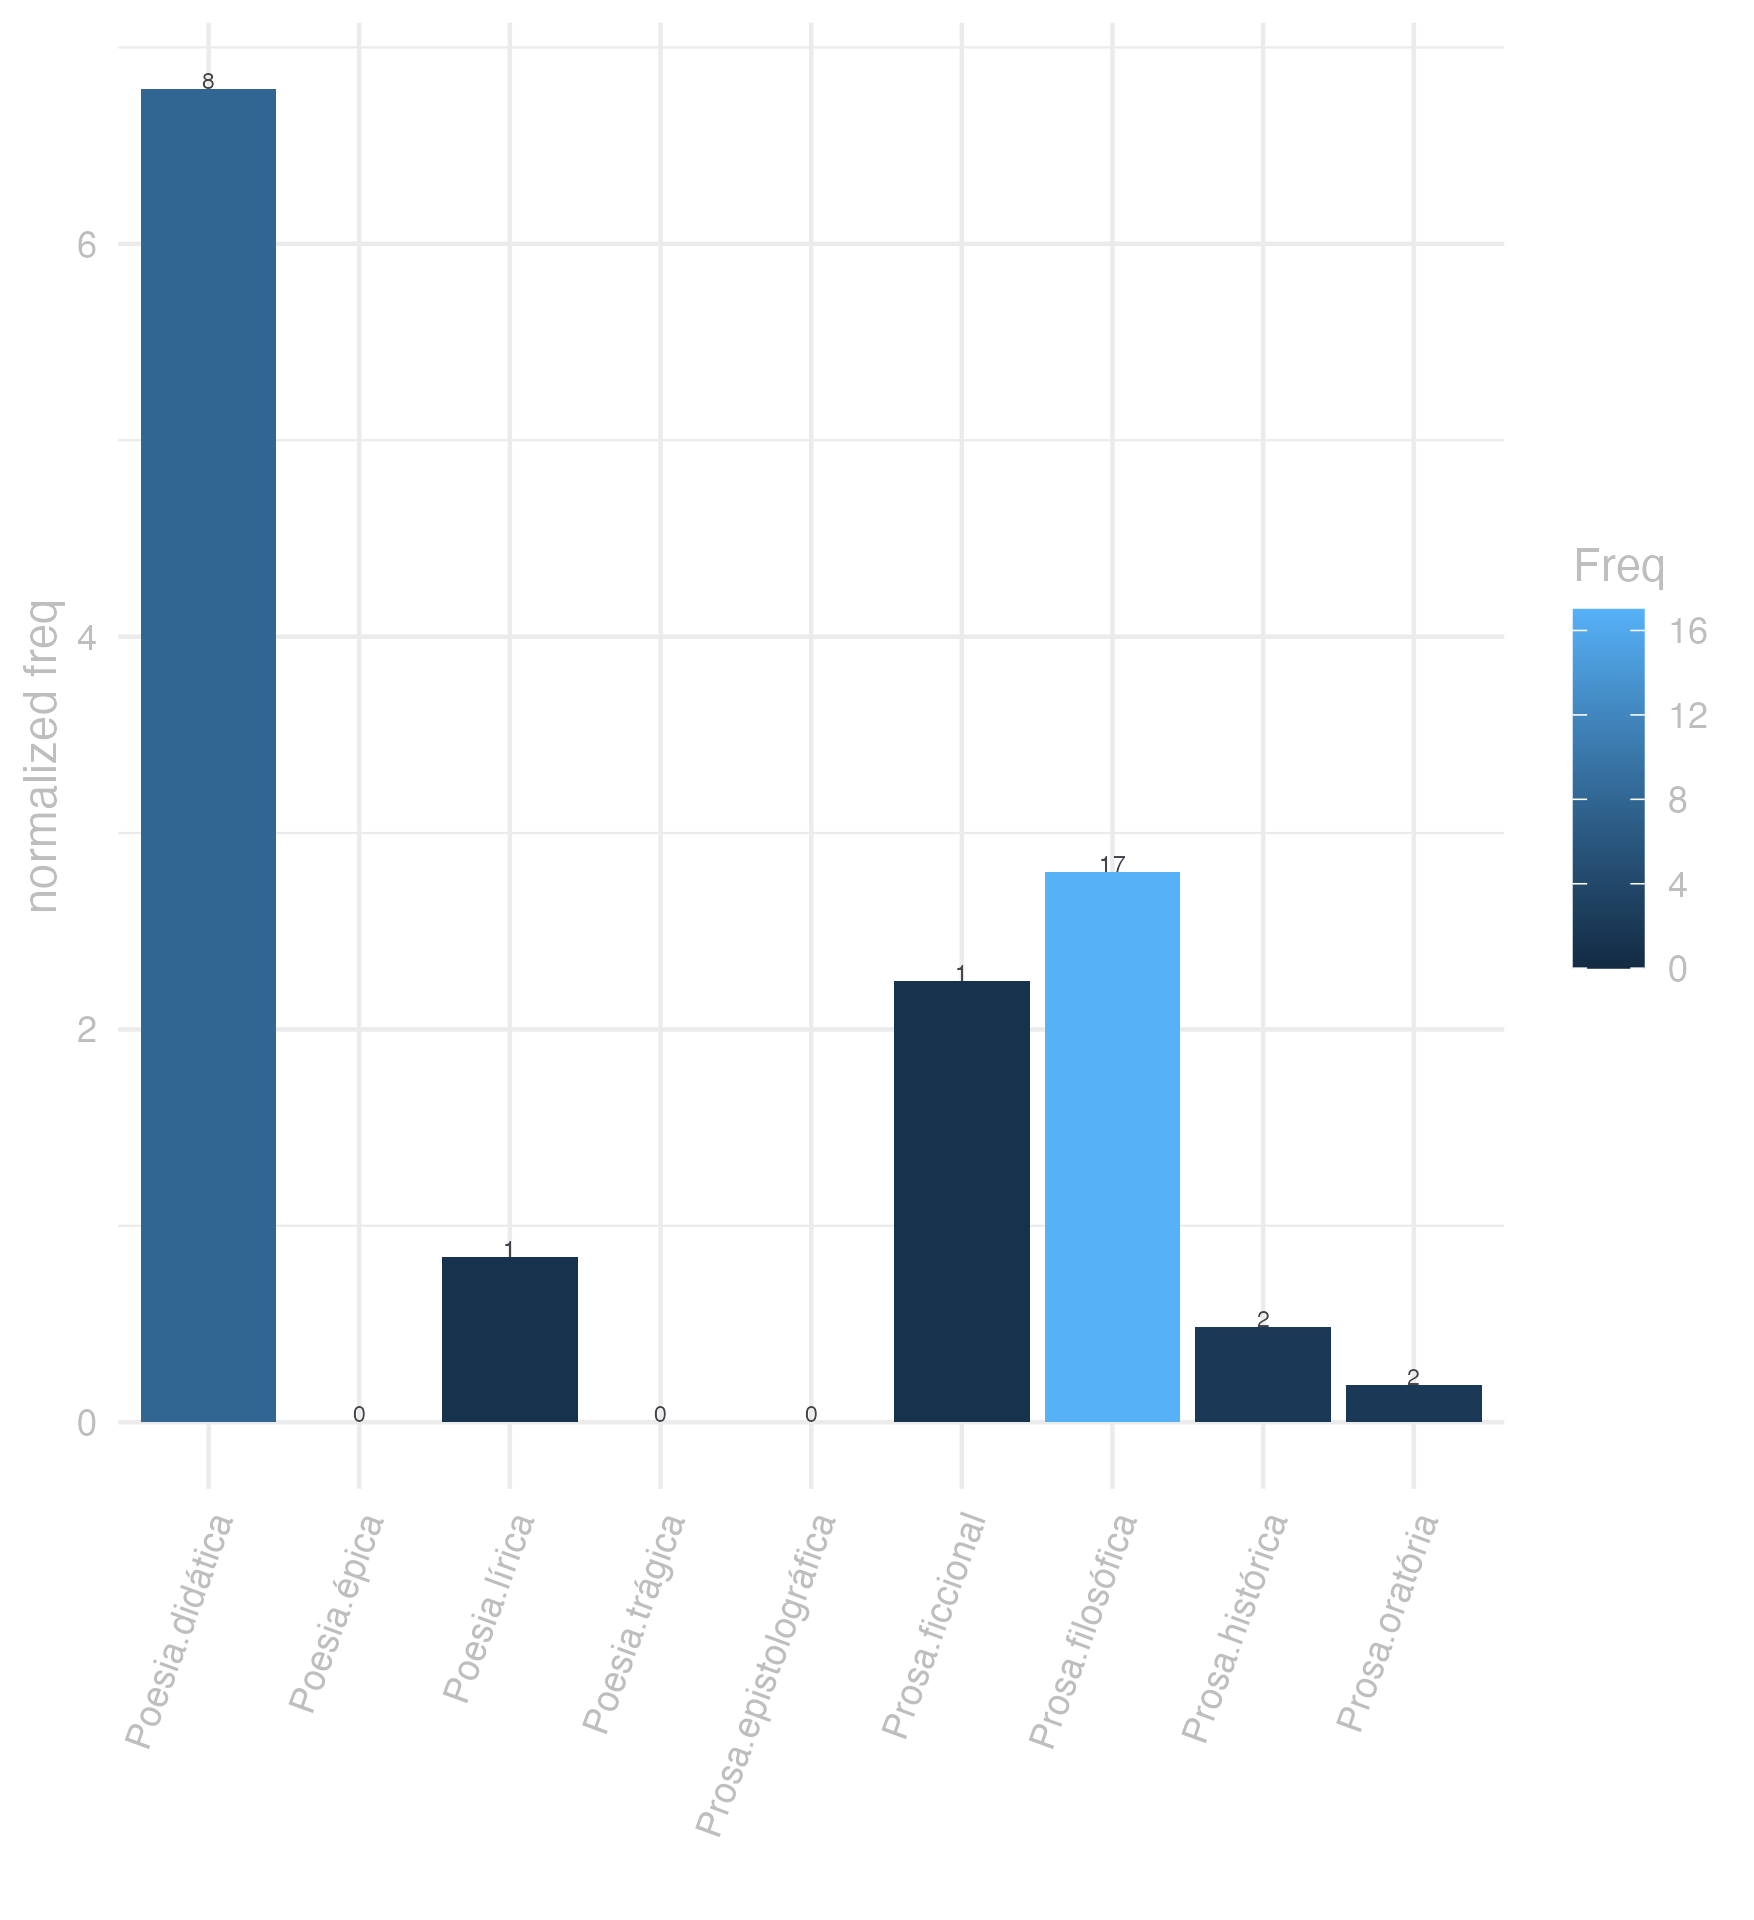 normalized freq
6
4
2
0
8
0
1
0
0
1
17
2
2
Poesia.didática
Poesia.épica
Poesia.lírica
Poesia.trágica
Prosa.epistolográfica
Prosa.ficcional
Prosa.filosófica
Prosa.histórica
Prosa.oratória
Freq
16
12
8
4
0